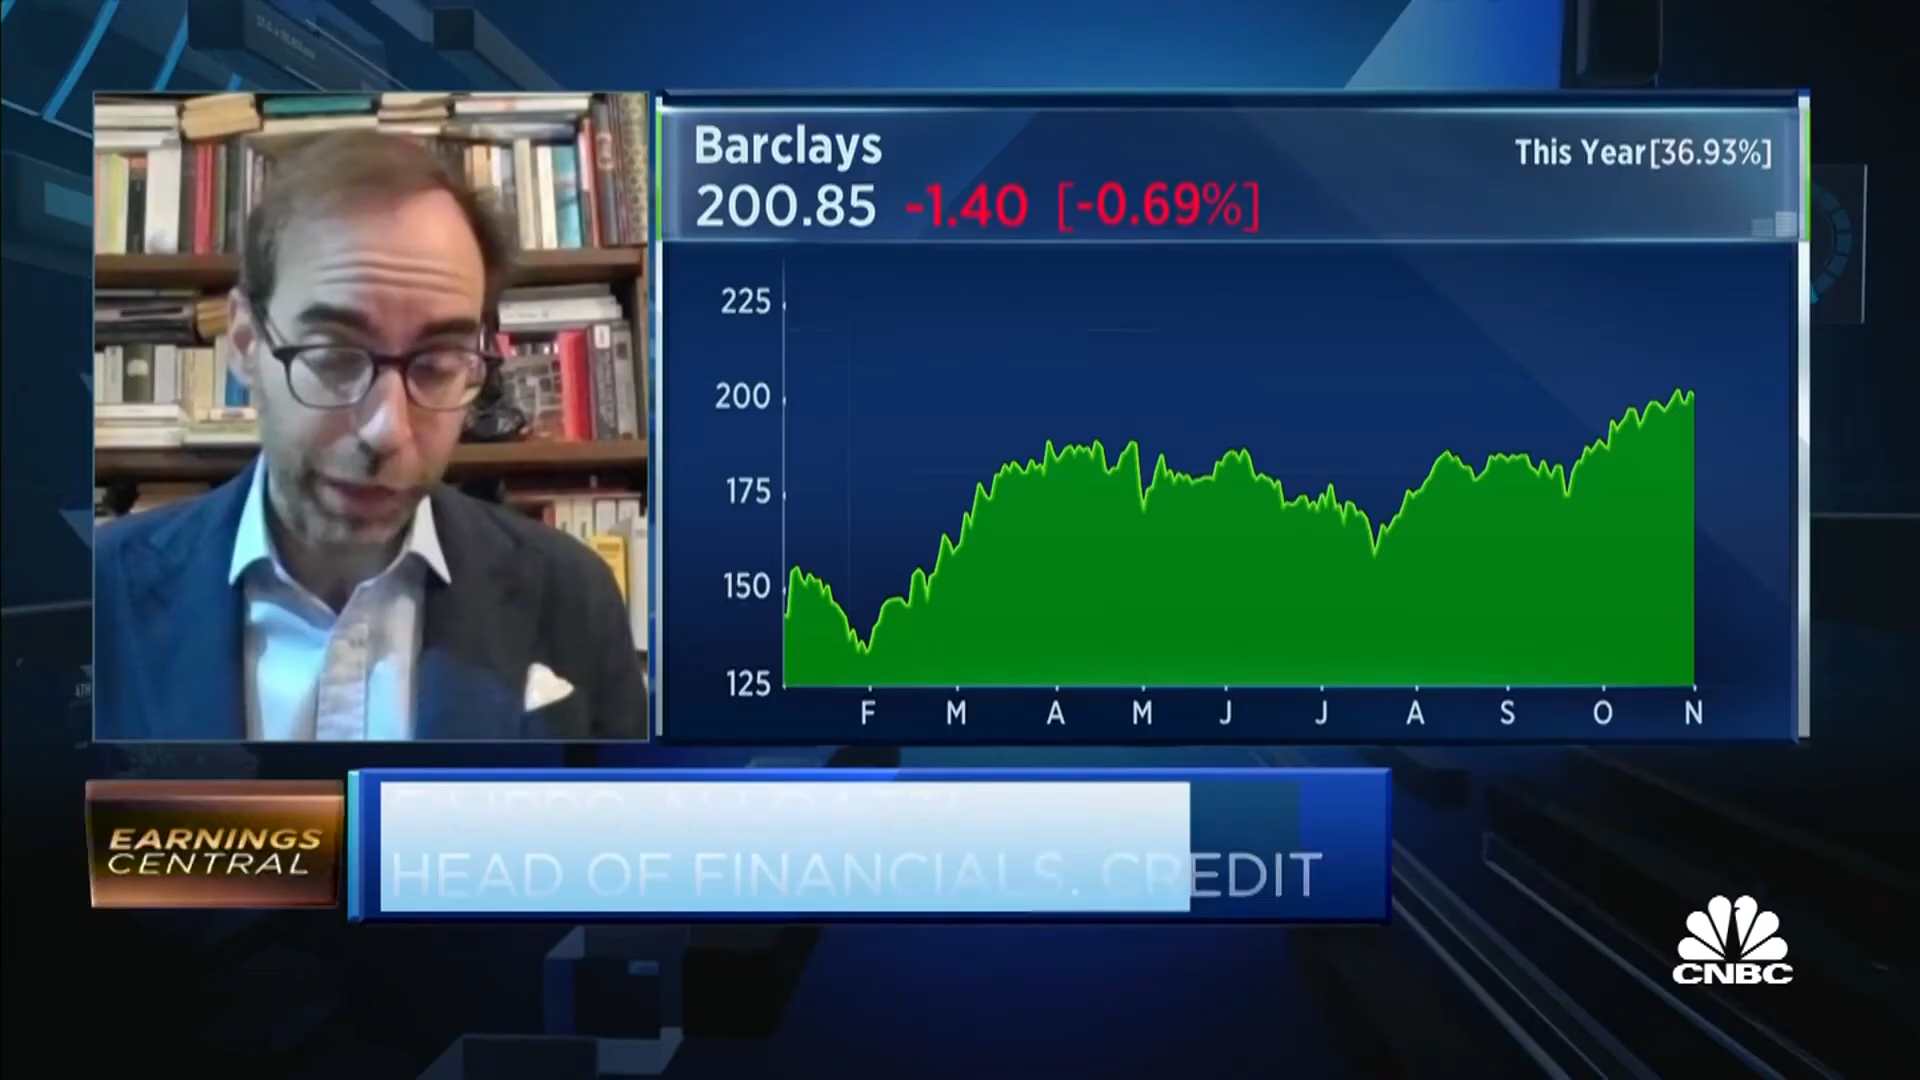 Barclays
This Year[36.93%]
200.85 -1.40 [-0.69%]
225
200
175
150
125
F M A M J J A S O N
EARNINGS
CENTRAL
HEAD OF FINANCIALS, CREDIT
CNBC